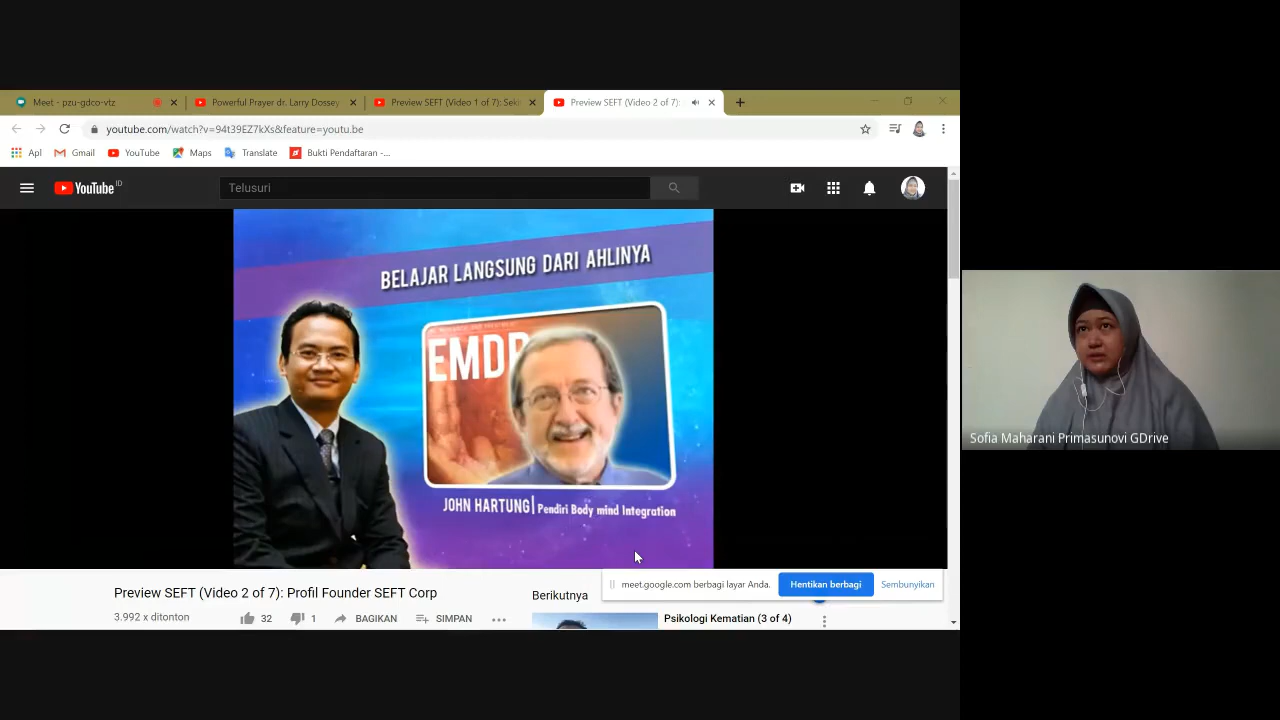 Meet - pzu-gdco-vtz
Powerful Prayer dr. Larry Dossey
Preview SEFT (Video 1 of 7): Seki
Preview SEFT (Video 2 of 7):
youtube.com/watch?v=94t39EZ7kXs&feature=youtu.be
Apl
Gmail
YouTube
Maps
Translate
Bukti Pendaftaran -...
YouTube ID
Telusuri
BELAJAR LANGSUNG DARI AHLINYA
EMDR
JOHN HARTUNG| Pendiri Body mind Integration
Sofia Maharani Primasunovi GDrive
meet.google.com berbagi layar Anda.
Hentikan berbagi
Sembunyikan
Preview SEFT (Video 2 of 7): Profil Founder SEFT Corp
3.992 x ditonton
32
1
BAGIKAN
SIMPAN
Berikutnya
Psikologi Kematian (3 of 4)